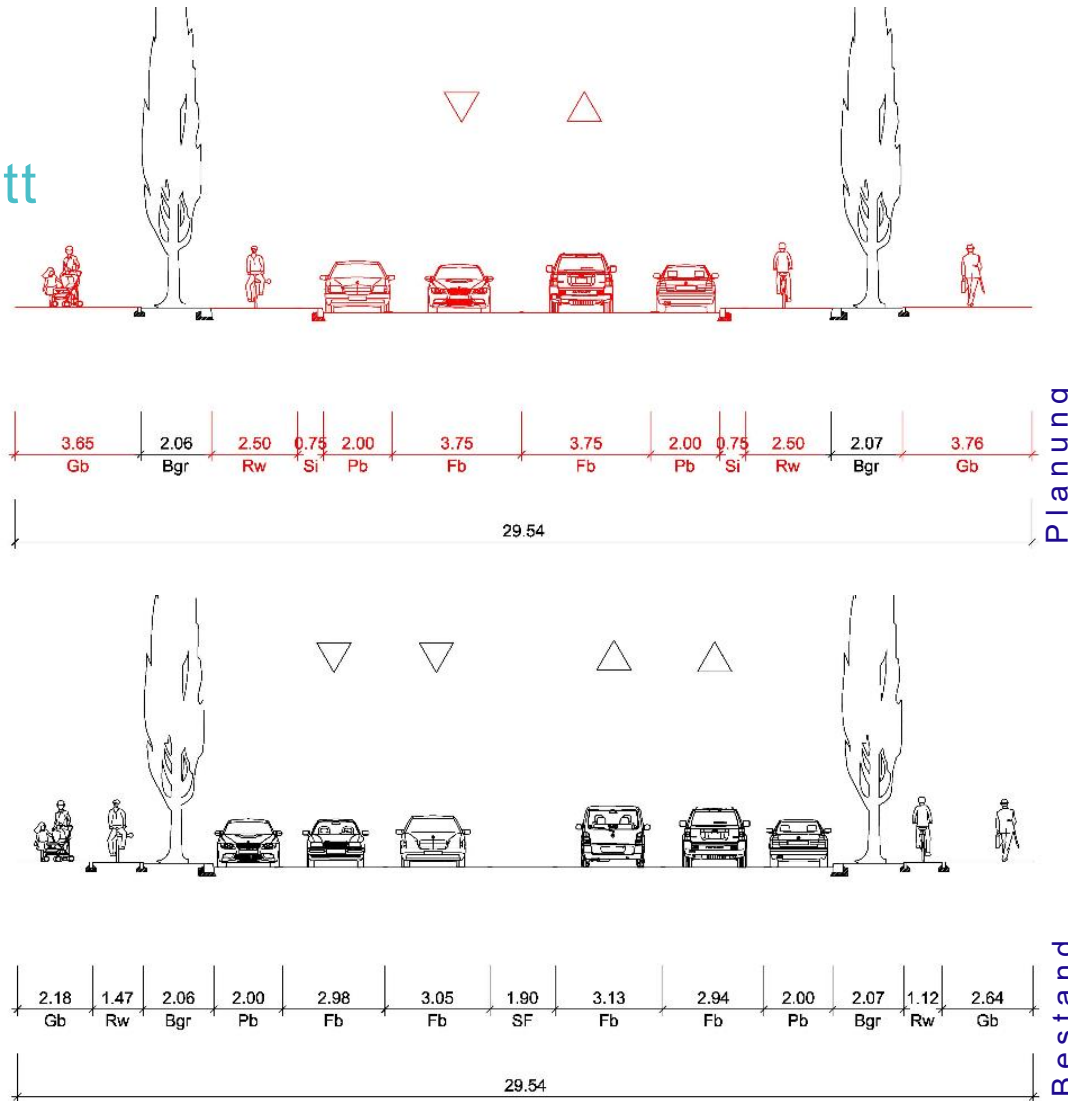 tt
3.65 2.06 2.50 0.75 2.00 3.75 3.75 2.00 0.75 2.50 2.07 3.76
Gb Bgr Rw Si Pb Fb Fb Pb Si Rw Bgr Gb
29.54
Planung
2.18 1.47 2.06 2.00 2.98 3.05 1.90 3.13 2.94 2.00 2.07 1.12 2.64
Gb Rw Bgr Pb Fb Fb SF Fb Fb Pb Bgr Rw Gb
29.54
Bestand